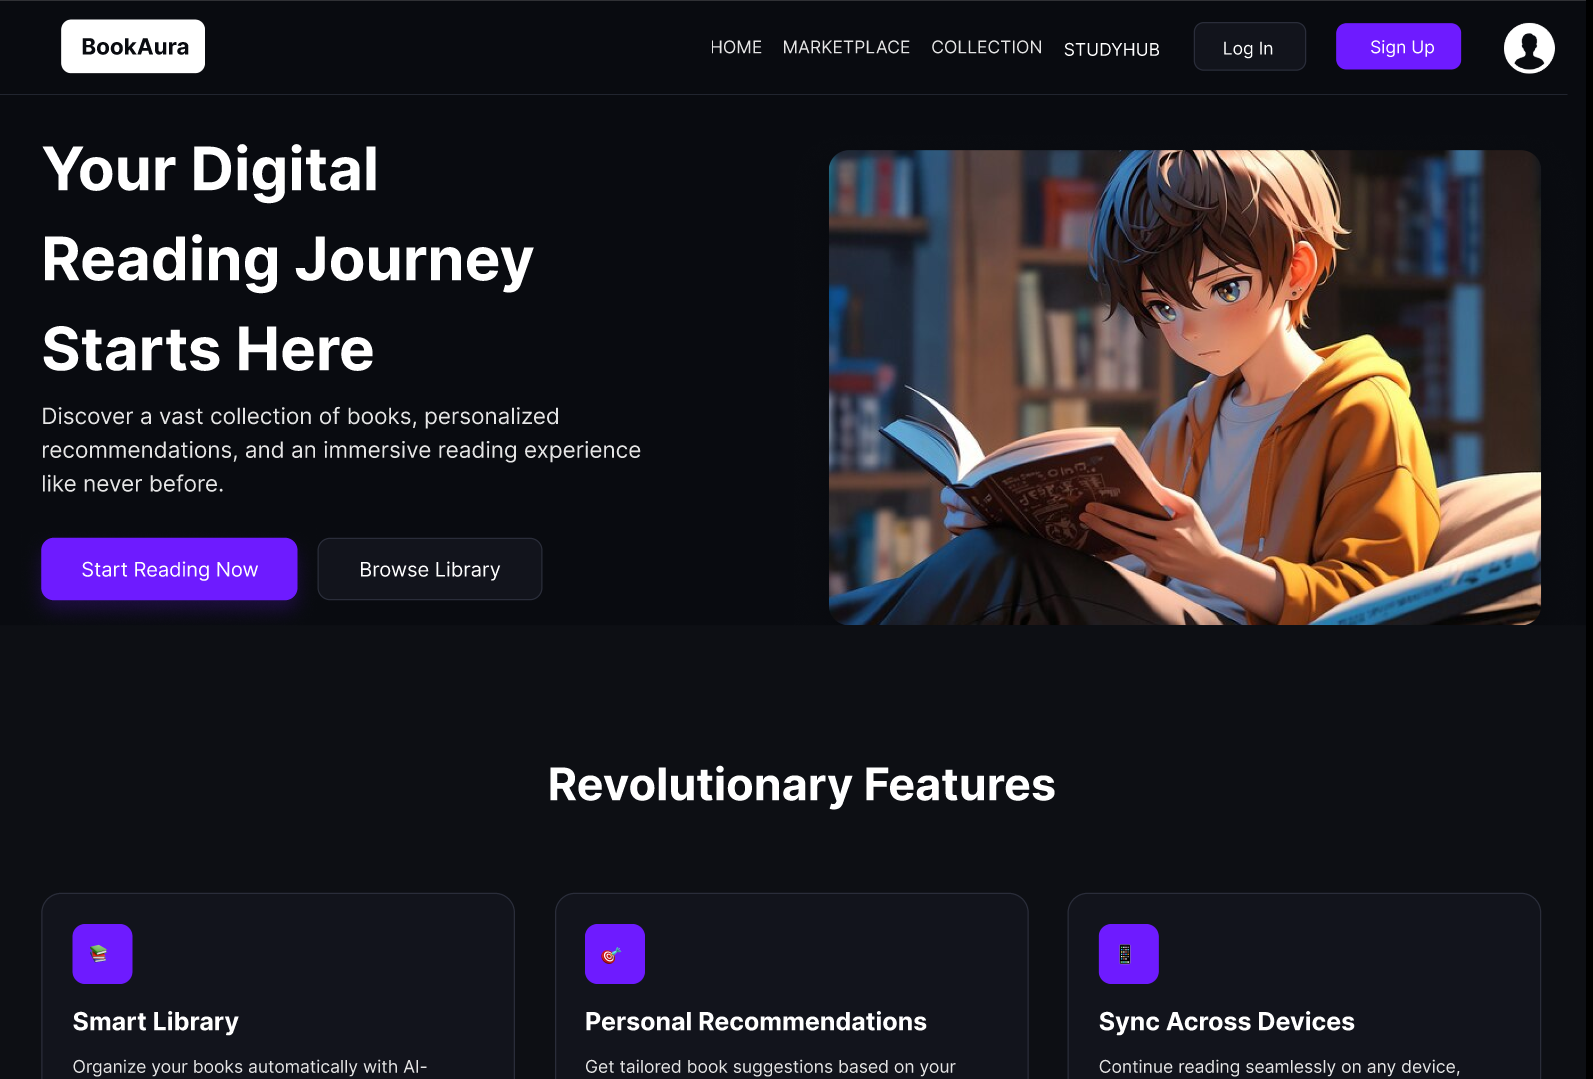 BookAura
HOME MARKETPLACE COLLECTION STUDYHUB Log In Sign Up
Your Digital
Reading Journey
Starts Here
Discover a vast collection of books, personalized
recommendations, and an immersive reading experience
like never before.
Start Reading Now Browse Library
Revolutionary Features
Smart Library
Organize your books automatically with AI-
Personal Recommendations
Get tailored book suggestions based on your
Sync Across Devices
Continue reading seamlessly on any device,